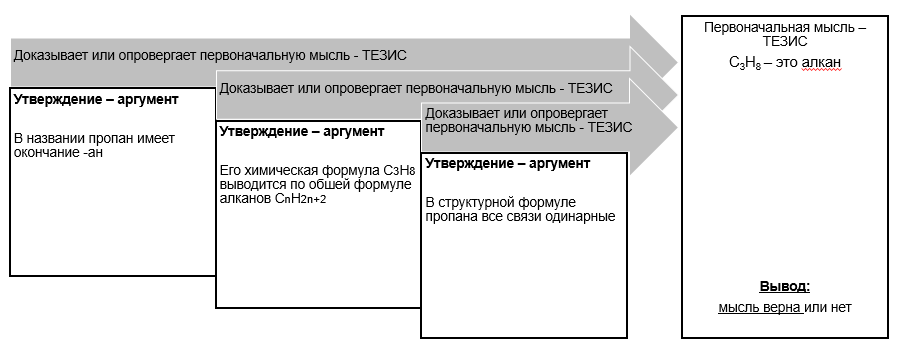 Доказывает или опровергает первоначальную мысль - ТЕЗИС
Утверждение – аргумент
В названии пропан имеет
окончание -ан
Доказывает или опровергает первоначальную мысль - ТЕЗИС
Утверждение – аргумент
Его химическая формула C3H8
выводится по обшей формуле
алканов CnH2n+2
Доказывает или опровергает
первоначальную мысль - ТЕЗИС
Утверждение – аргумент
В структурной формуле
пропана все связи одинарные
Первоначальная мысль –
ТЕЗИС
C3H8 – это алкан
Вывод:
мысль верна или нет